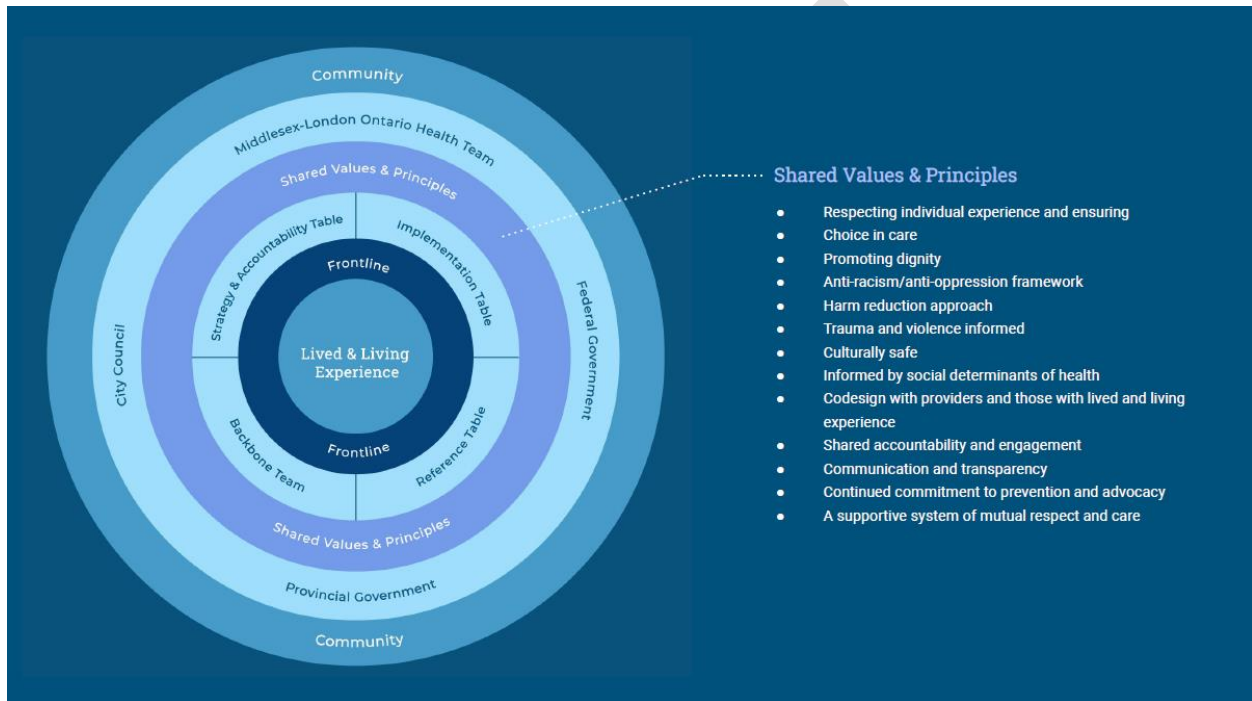 Community
Middlesex-London Ontario Health Team
Shared Values & Principles
Strategy & Accountability Table
Implementation Table
Frontline
Lived & Living
Experience
City Council
Federal Government
Frontline
Backbone Team
Reference Table
Shared Values & Principles
Provincial Government
Community
Shared Values & Principles
● Respecting individual experience and ensuring
● Choice in care
● Promoting dignity
● Anti-racism/anti-oppression framework
● Harm reduction approach
● Trauma and violence informed
● Culturally safe
● Informed by social determinants of health
● Codesign with providers and those with lived and living
experience
● Shared accountability and engagement
● Communication and transparency
● Continued commitment to prevention and advocacy
● A supportive system of mutual respect and care